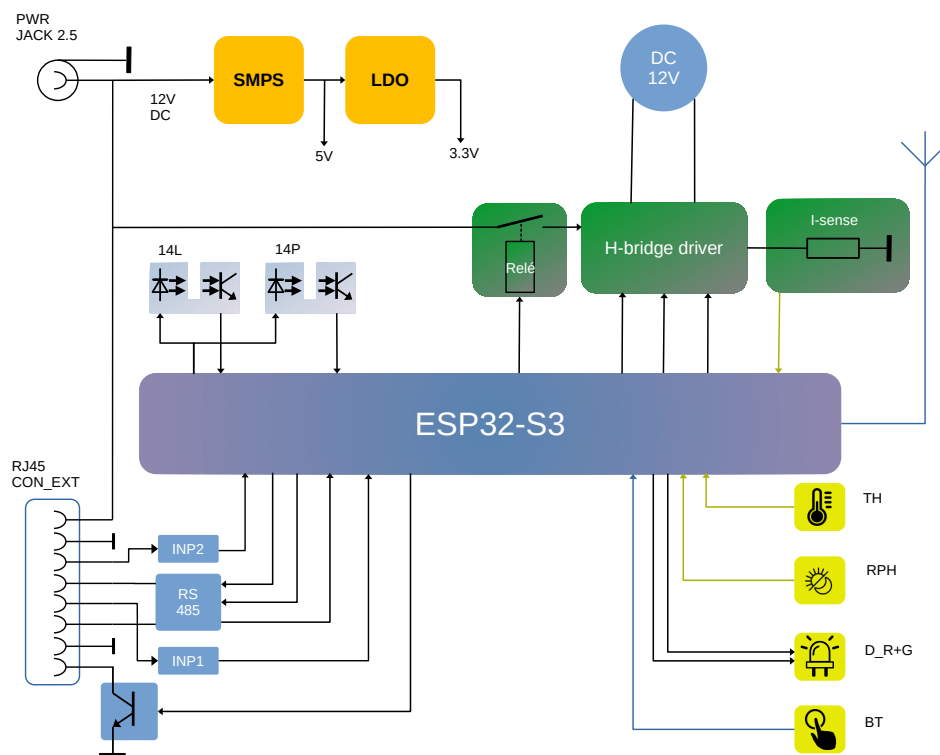 PWR
JACK 2.5
SMPS
LDO
DC
12V
12V
DC
5V
3.3V
I-sense
H-bridge driver
14L
14P
Relé
ESP32-S3
RJ45
CON_EXT
TH
INP2
RPH
RS
485
D_R+G
INP1
BT